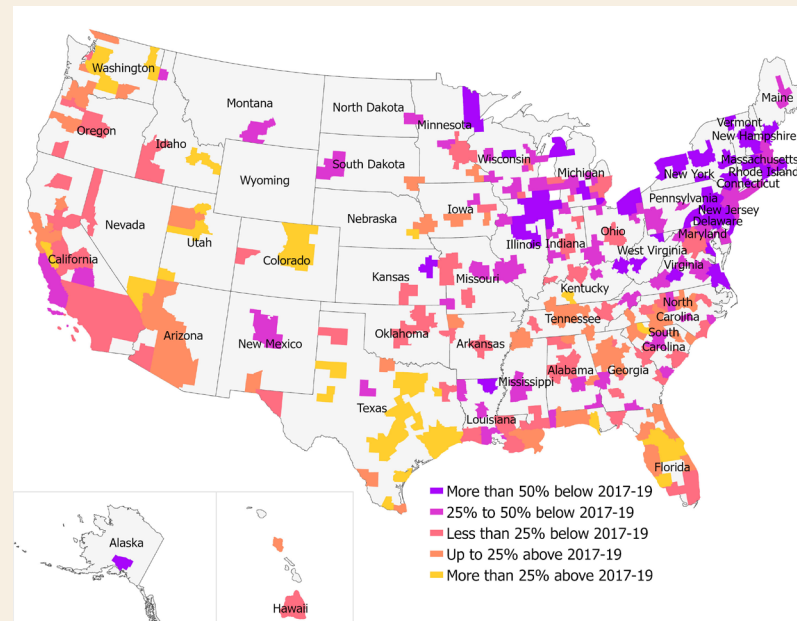 Washington
Montana
North Dakota
Minnesota
Maine
Vermont
New Hampshire
Oregon
Idaho
South Dakota
Wisconsin
Michigan
New York
Massachusetts
Rhode Island
Connecticut
Wyoming
Iowa
Pennsylvania
New Jersey
Nevada
Utah
Nebraska
Illinois
Indiana
Ohio
Delaware
Maryland
West Virginia
California
Colorado
Kansas
Missouri
Virginia
Kentucky
Arizona
New Mexico
Oklahoma
Arkansas
Tennessee
North
Carolina
South
Carolina
Texas
Mississippi
Alabama
Georgia
Louisiana
Florida
More than 50% below 2017-19
25% to 50% below 2017-19
Less than 25% below 2017-19
Up to 25% above 2017-19
More than 25% above 2017-19
Alaska
Hawaii